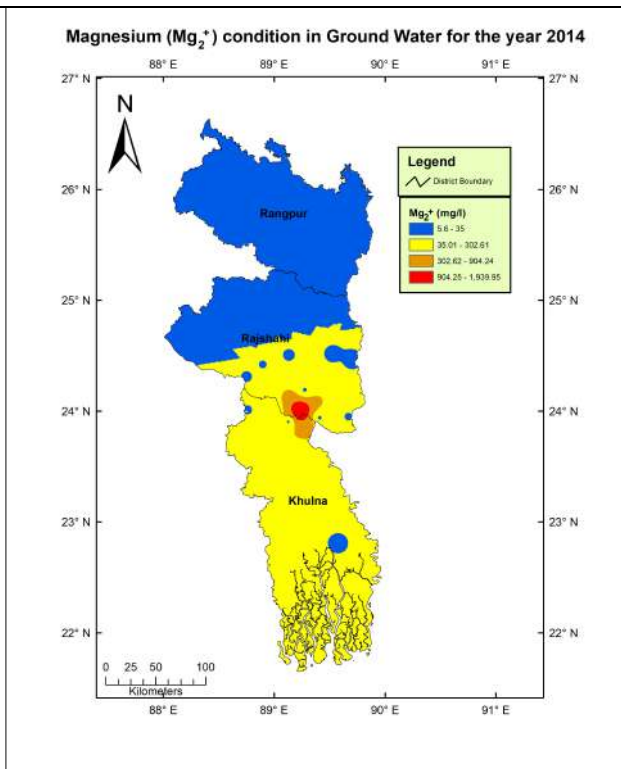 Magnesium (Mg₂⁺) condition in Ground Water for the year 2014
88° E 89° E 90° E 91° E
27° N 27° N
N
Legend
District Boundary
26° N 26° N
Rangpur
Mg₂⁺ (mg/l)
5.6 - 35
35.01 - 302.61
302.62 - 904.24
904.25 - 1,939.95
25° N 25° N
Rajshahi
24° N 24° N
Khulna
23° N 23° N
22° N 22° N
0 25 50 100
Kilometers
88° E 89° E 90° E 91° E